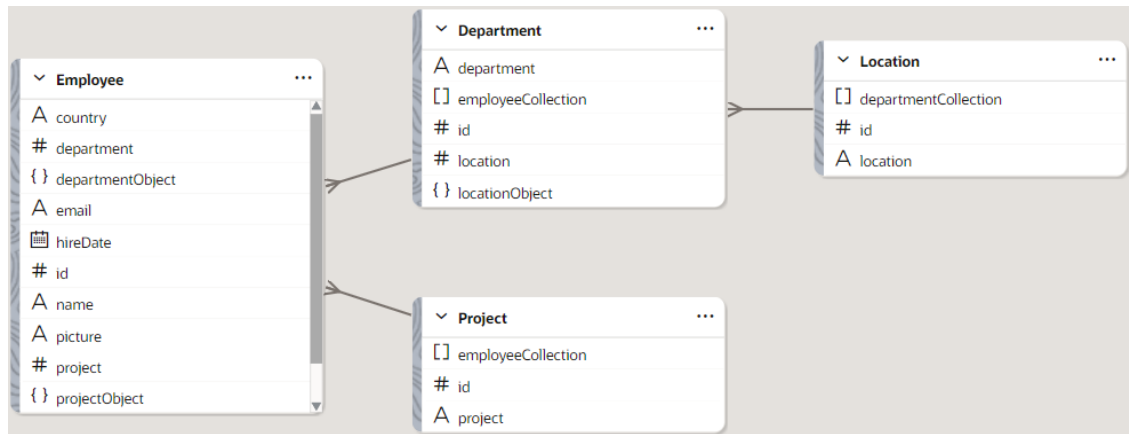 Employee ...
A country
# department
{ } departmentObject
A email
hireDate
# id
A name
A picture
# project
{ } projectObject
Department ...
A department
[ ] employeeCollection
# id
# location
{ } locationObject
Project ...
[ ] employeeCollection
# id
A project
Location ...
[ ] departmentCollection
# id
A location